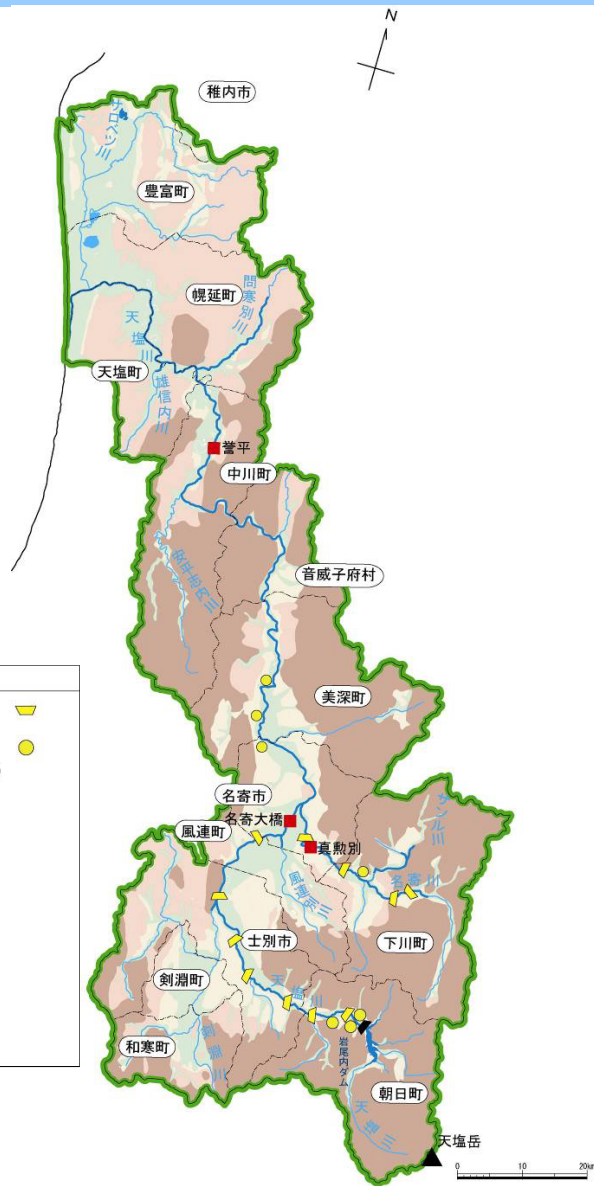 N
稚内市
サロベツ川
豊富町
幌延町
問寒別川
天塩川
天塩町
雄信内川
誉平
中川町
安平志内川
音威子府村
美深町
名寄市
名寄大橋
風連町
真勲別
サンル川
名寄川
風連別川
下川町
士別市
剣淵町
天塩川
和寒町
剣淵川
岩尾内ダム
朝日町
天塩川
天塩岳
0 10 20km